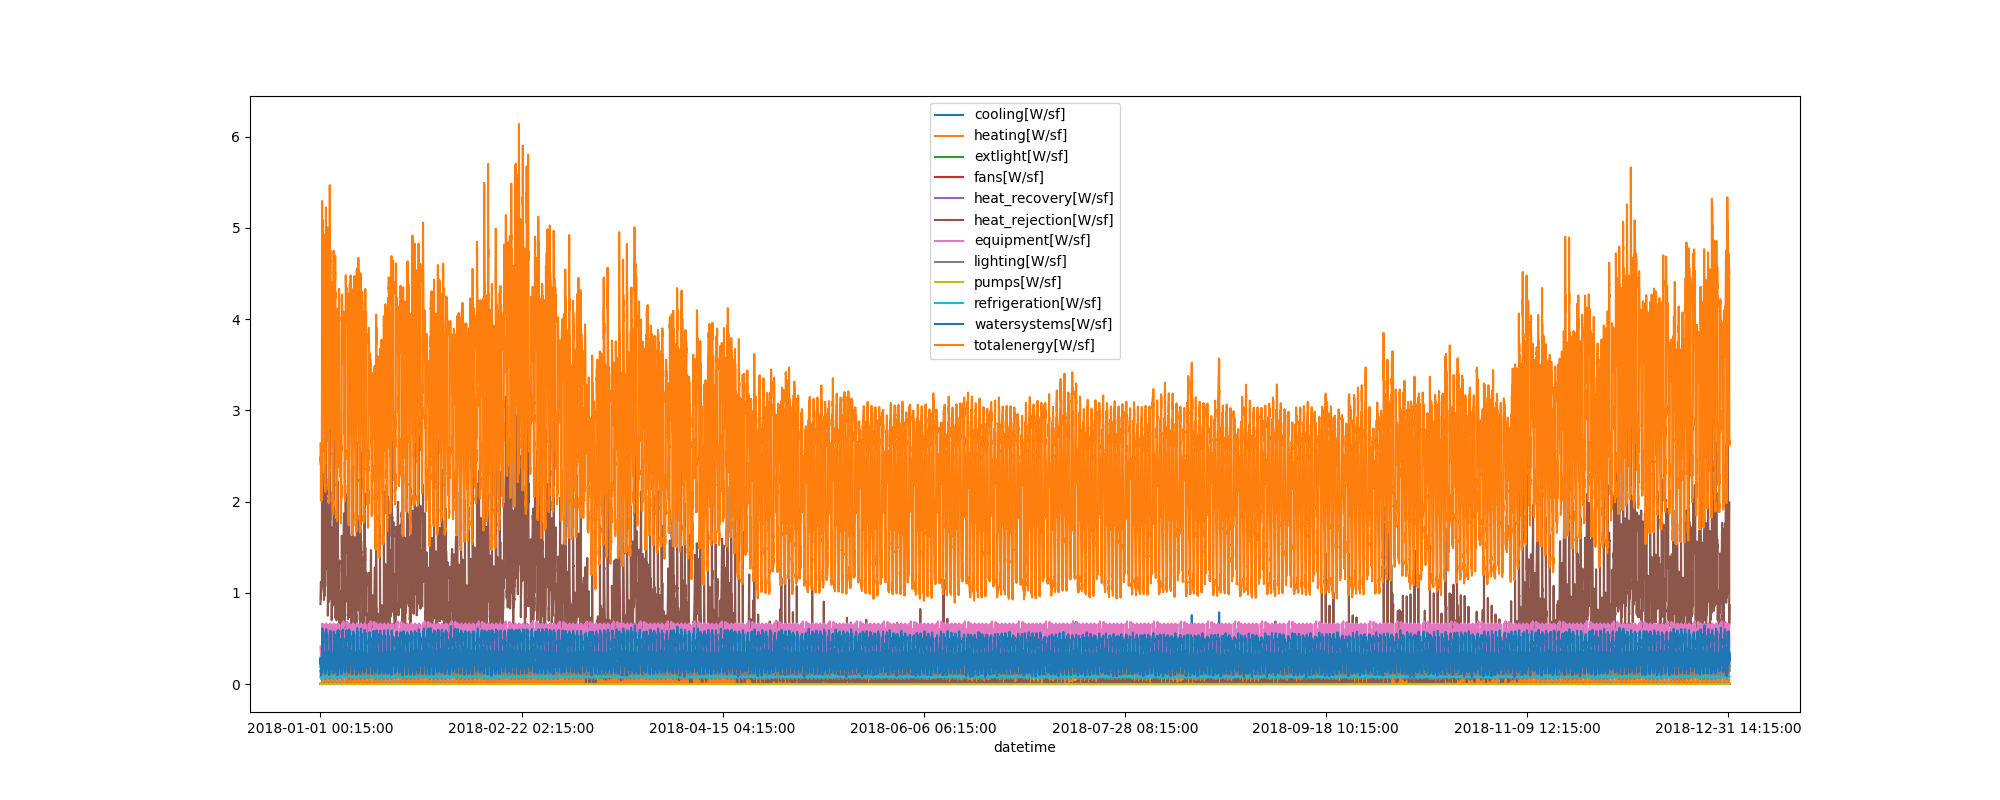 cooling[W/sf]
heating[W/sf]
extlight[W/sf]
fans[W/sf]
heat_recovery[W/sf]
heat_rejection[W/sf]
equipment[W/sf]
lighting[W/sf]
pumps[W/sf]
refrigeration[W/sf]
watersystems[W/sf]
totalenergy[W/sf]
6
5
4
3
2
1
0
2018-01-01 00:15:00 2018-02-22 02:15:00 2018-04-15 04:15:00 2018-06-06 06:15:00 2018-07-28 08:15:00 2018-09-18 10:15:00 2018-11-09 12:15:00 2018-12-31 14:15:00
datetime